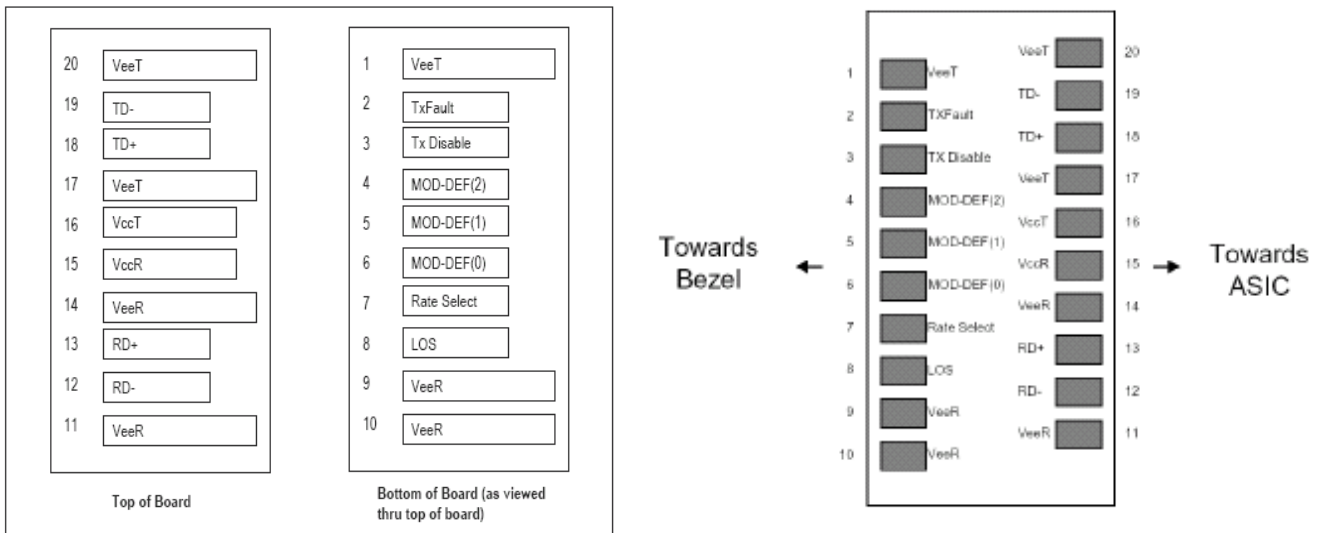 20 VeeT
19 TD-
18 TD+
17 VeeT
16 VccT
15 VccR
14 VeeR
13 RD+
12 RD-
11 VeeR
Top of Board
1 VeeT
2 TxFault
3 Tx Disable
4 MOD-DEF(2)
5 MOD-DEF(1)
6 MOD-DEF(0)
7 Rate Select
8 LOS
9 VeeR
10 VeeR
Bottom of Board (as viewed
thru top of board)
Towards
Bezel
1 VeeT
2 TXFault
3 TX Disable
4 MOD-DEF(2)
5 MOD-DEF(1)
6 MOD-DEF(0)
7 Rate Select
8 LOS
9 VeeR
10 VeeR
VeeT 20
TD- 19
TD+ 18
VeeT 17
VccT 16
VccR 15
VeeR 14
RD+ 13
RD- 12
VeeR 11
Towards
ASIC